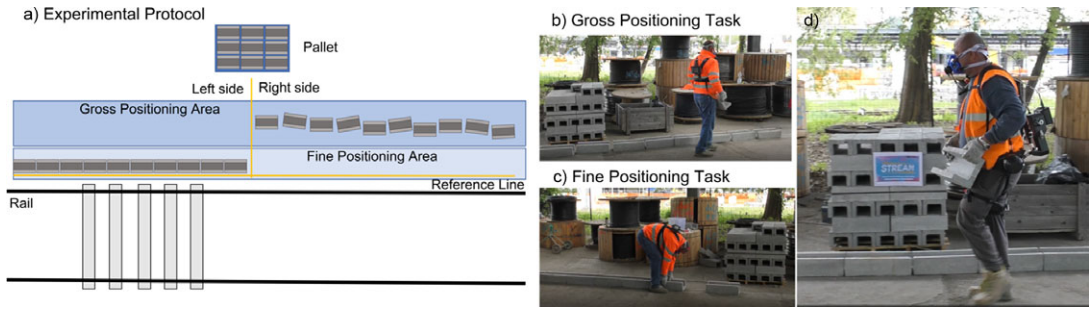 a) Experimental Protocol
Pallet
Left side
Right side
Gross Positioning Area
Fine Positioning Area
Reference Line
Rail
b) Gross Positioning Task
c) Fine Positioning Task
d)
STREAM